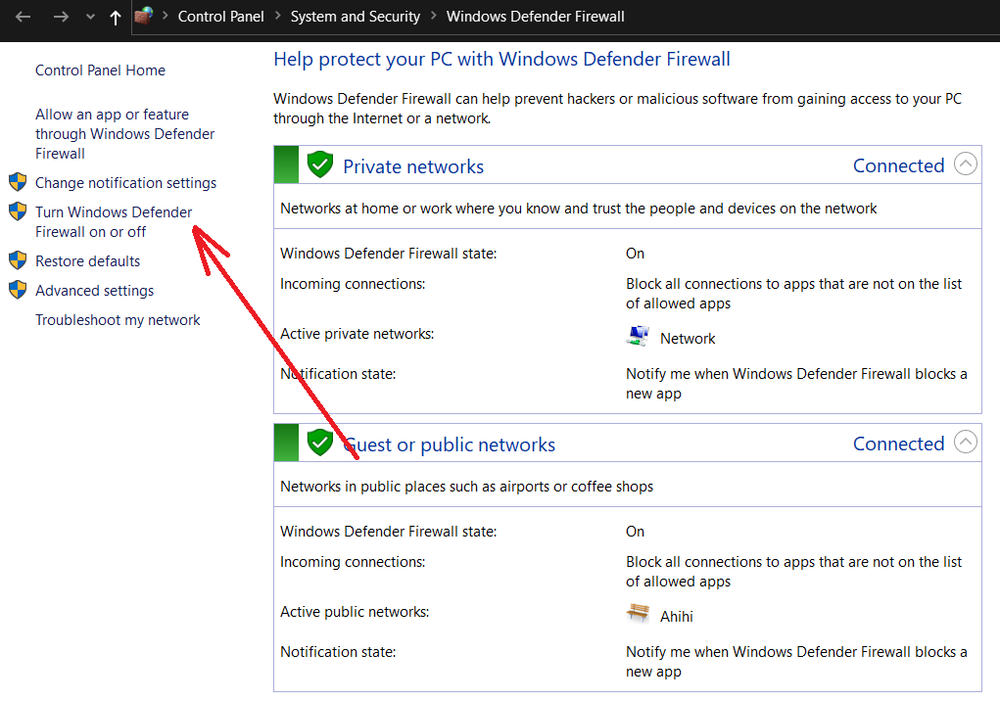 Control Panel > System and Security > Windows Defender Firewall
Control Panel Home
Allow an app or feature
through Windows Defender
Firewall
Change notification settings
Turn Windows Defender
Firewall on or off
Restore defaults
Advanced settings
Troubleshoot my network
Help protect your PC with Windows Defender Firewall
Windows Defender Firewall can help prevent hackers or malicious software from gaining access to your PC
through the Internet or a network.
Private networks Connected
Networks at home or work where you know and trust the people and devices on the network
Windows Defender Firewall state: On
Incoming connections: Block all connections to apps that are not on the list
of allowed apps
Active private networks: Network
Notification state: Notify me when Windows Defender Firewall blocks a
new app
Guest or public networks Connected
Networks in public places such as airports or coffee shops
Windows Defender Firewall state: On
Incoming connections: Block all connections to apps that are not on the list
of allowed apps
Active public networks: Ahihi
Notification state: Notify me when Windows Defender Firewall blocks a
new app